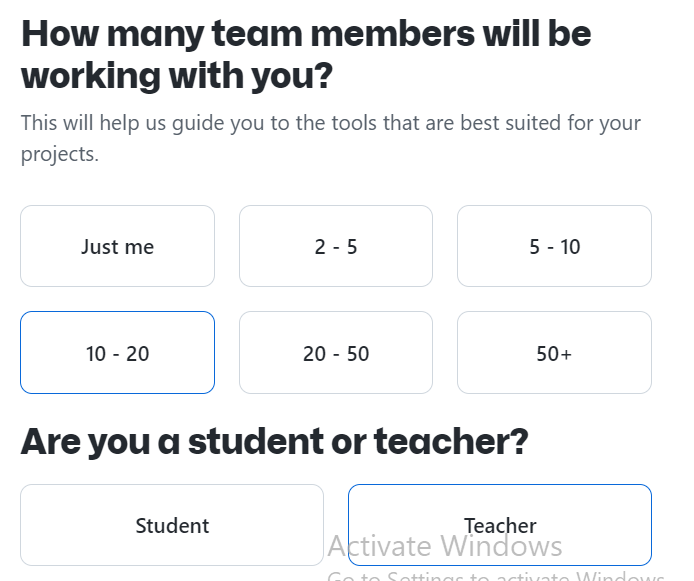 How many team members will be
working with you?
This will help us guide you to the tools that are best suited for your
projects.
Just me
2 - 5
5 - 10
10 - 20
20 - 50
50+
Are you a student or teacher?
Student
Teacher
Activate Windows
Go to Settings to activate Windows.